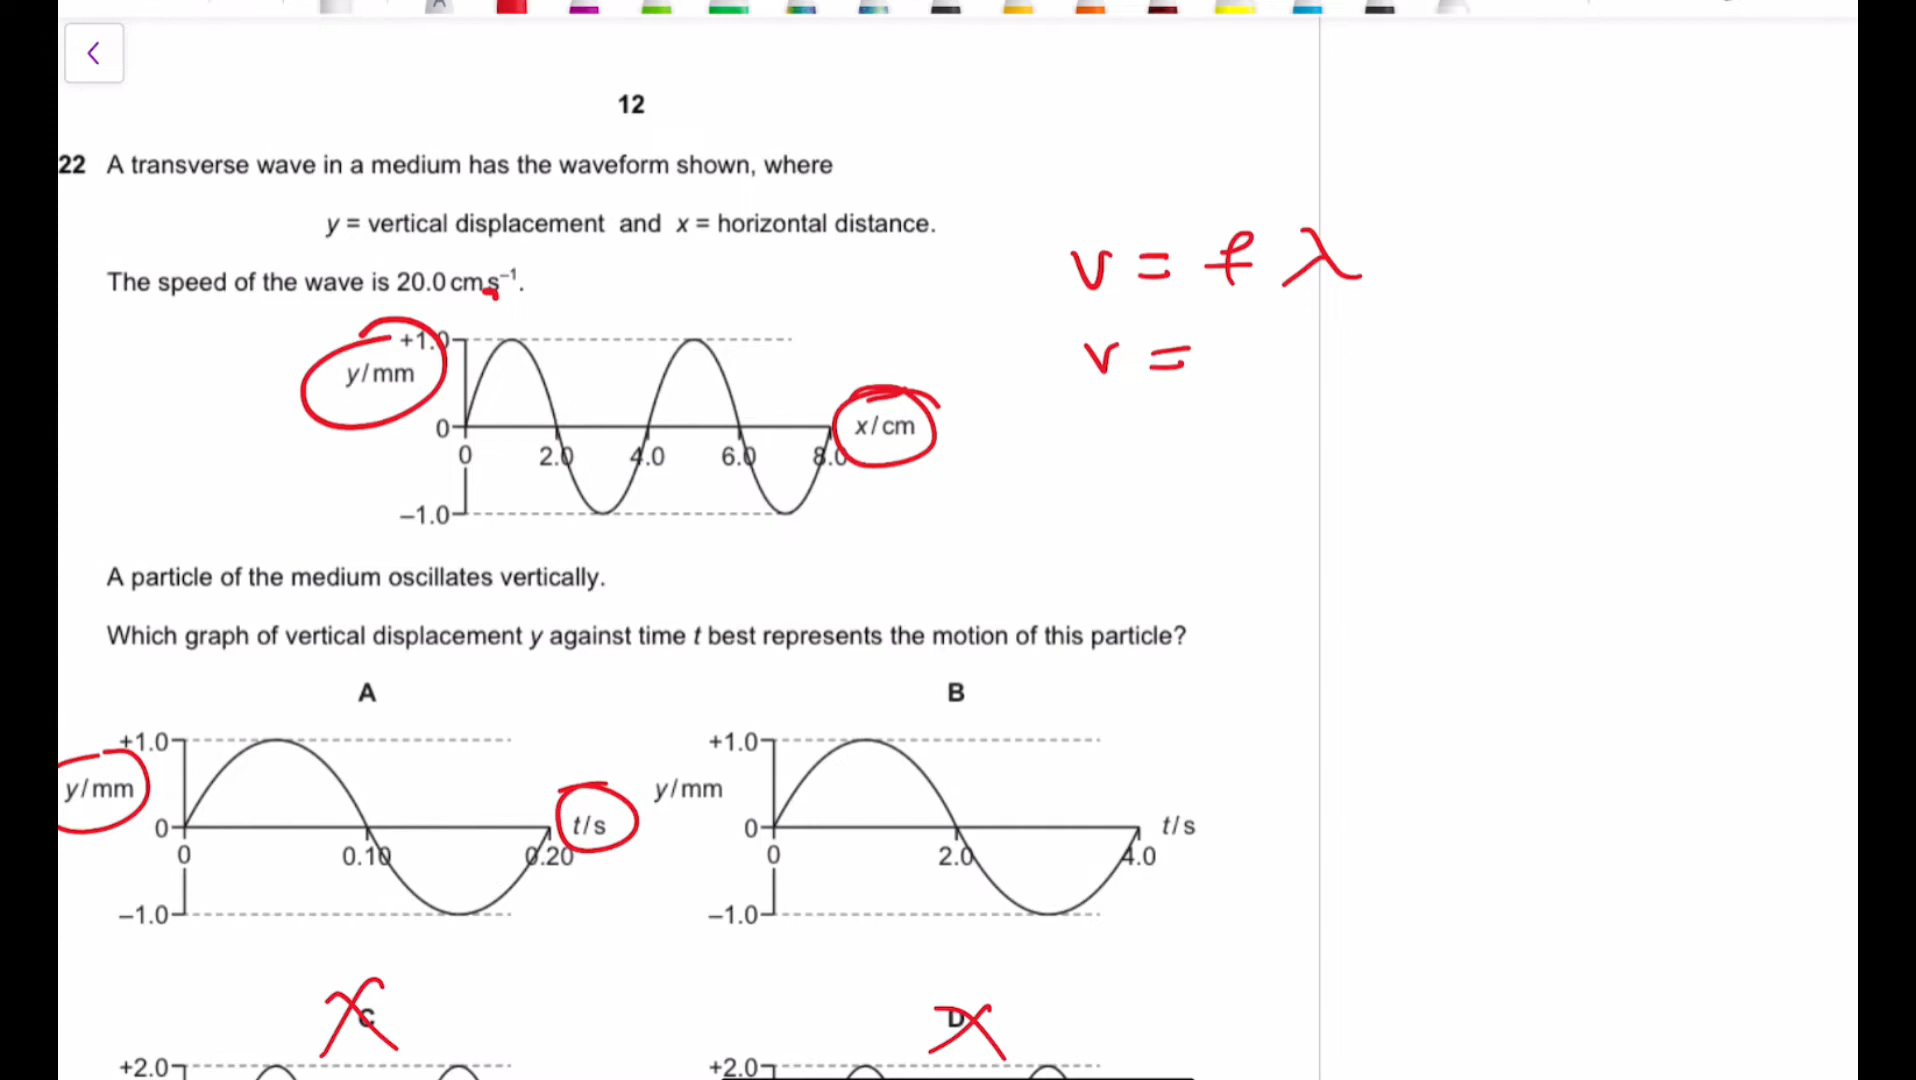 12
22 A transverse wave in a medium has the waveform shown, where
y = vertical displacement and x = horizontal distance.
The speed of the wave is 20.0 cm s⁻¹.
v = f λ
v =
+1.0
y/mm
0
x/cm
0 2.0 4.0 6.0 8.0
–1.0
A particle of the medium oscillates vertically.
Which graph of vertical displacement y against time t best represents the motion of this particle?
A
+1.0
y/mm
0
t/s
0 0.10 0.20
–1.0
B
+1.0
y/mm
0
t/s
0 2.0 4.0
–1.0
C
+2.0
D
+2.0